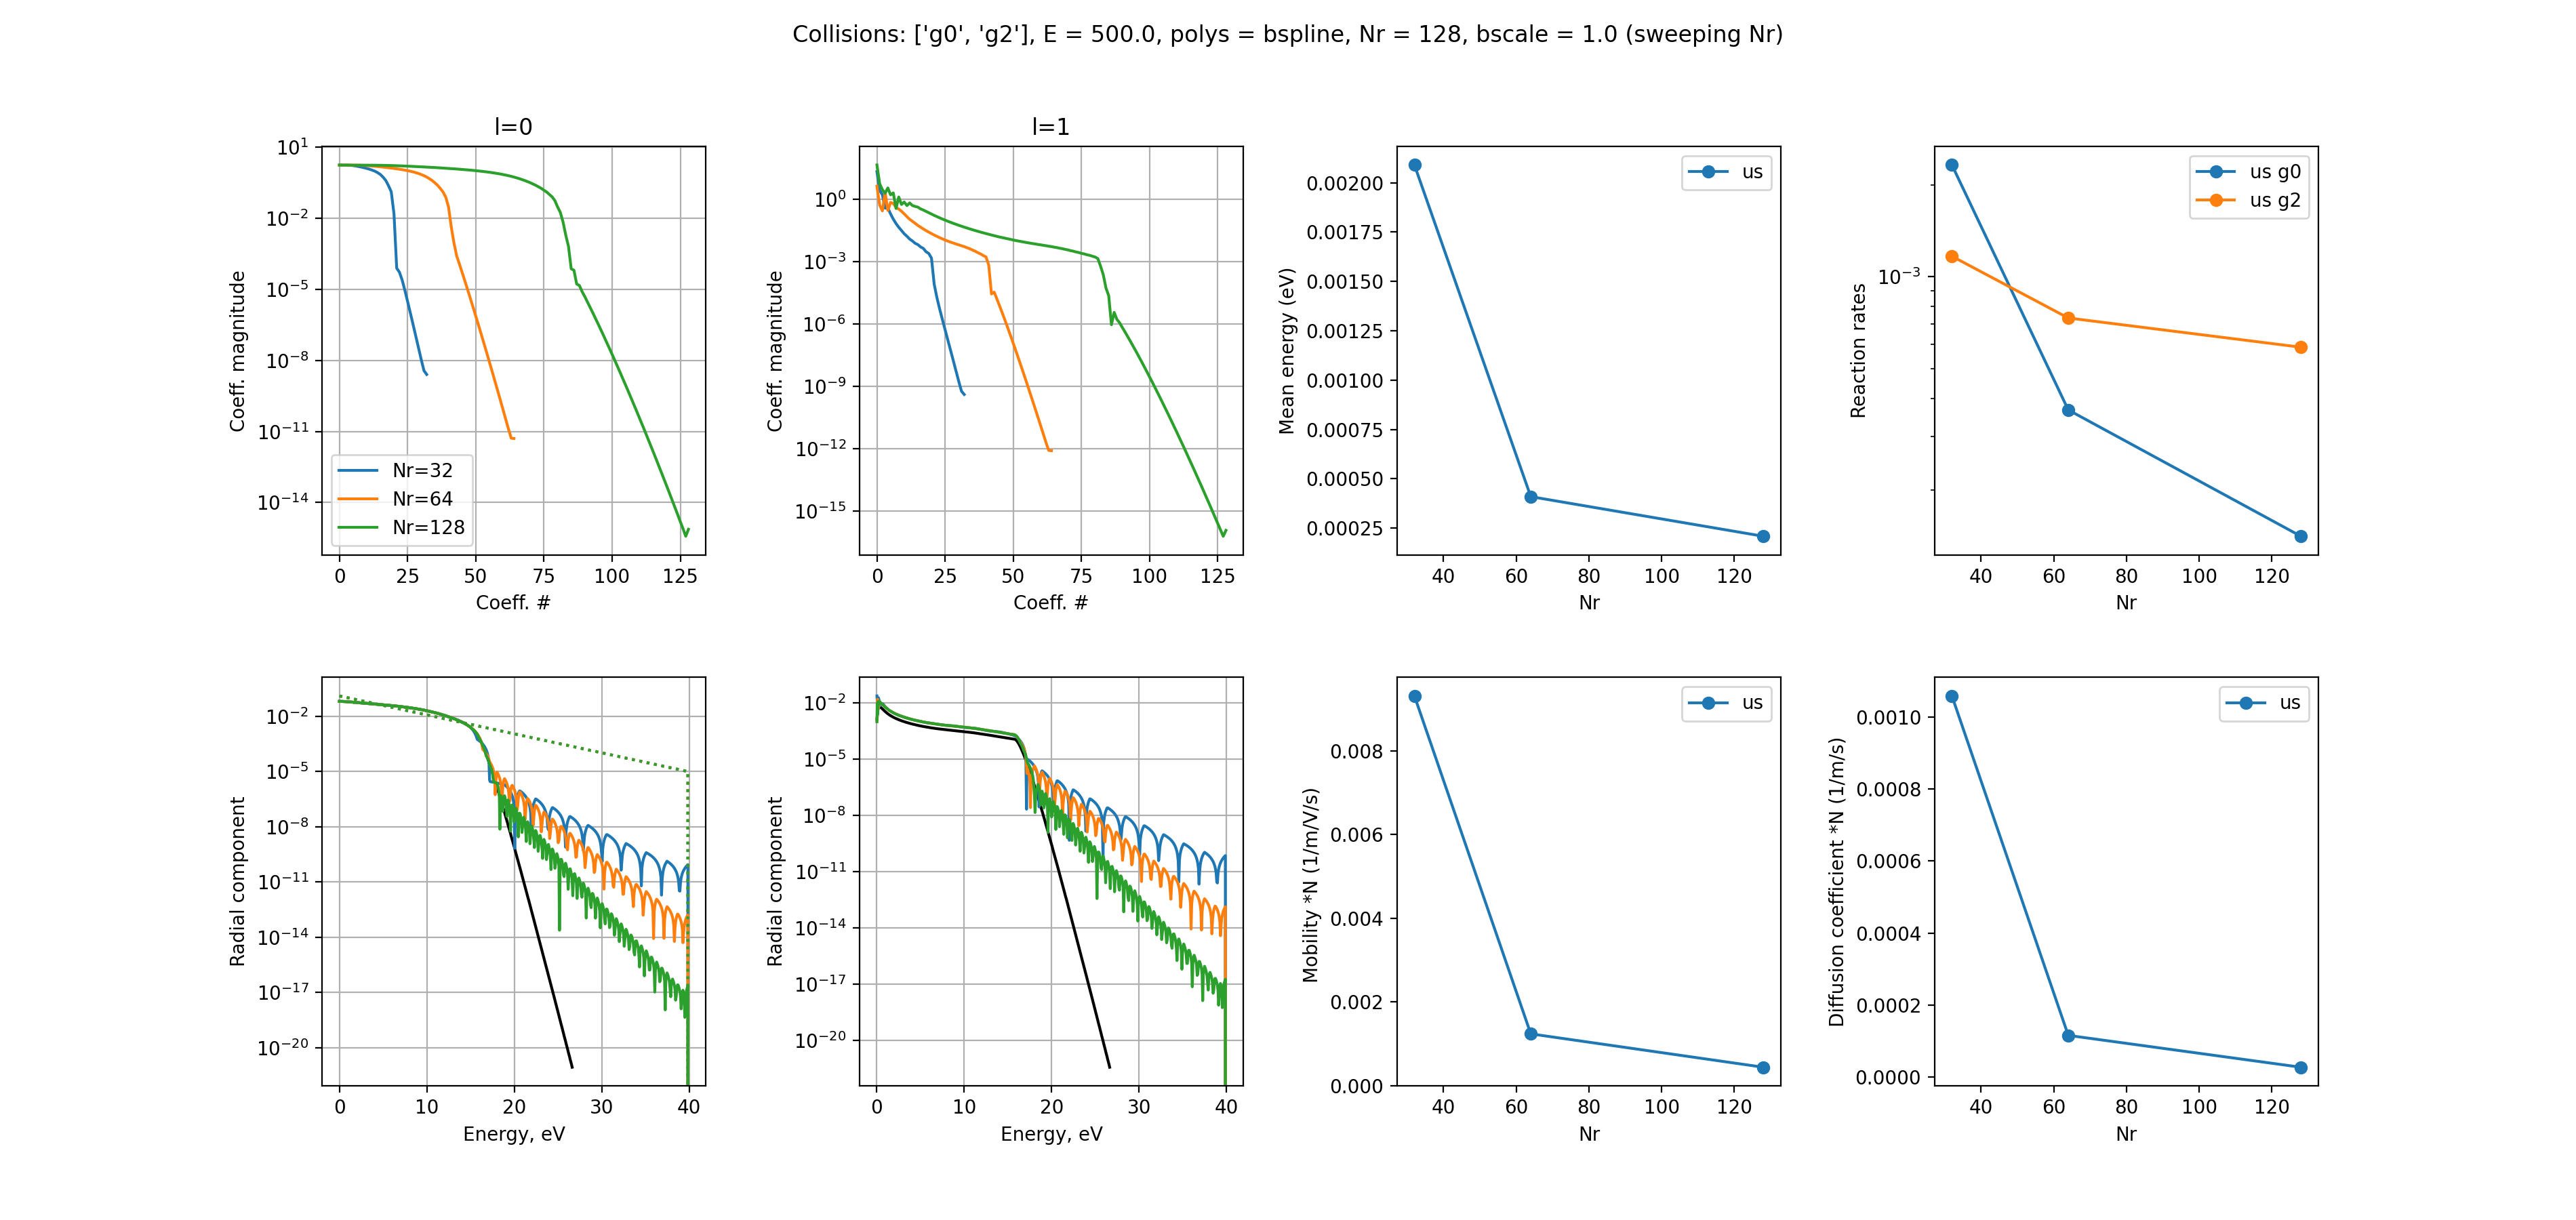 Collisions: ['g0', 'g2'], E = 500.0, polys = bspline, Nr = 128, bscale = 1.0 (sweeping Nr)
l=0
10^1
10^-2
10^-5
10^-8
10^-11
10^-14
Coeff. magnitude
Nr=32
Nr=64
Nr=128
0 25 50 75 100 125
Coeff. #
l=1
10^0
10^-3
10^-6
10^-9
10^-12
10^-15
Coeff. magnitude
0 25 50 75 100 125
Coeff. #
us
0.00200
0.00175
0.00150
0.00125
0.00100
0.00075
0.00050
0.00025
Mean energy (eV)
40 60 80 100 120
Nr
us g0
us g2
10^-3
Reaction rates
40 60 80 100 120
Nr
10^-2
10^-5
10^-8
10^-11
10^-14
10^-17
10^-20
Radial component
0 10 20 30 40
Energy, eV
10^-2
10^-5
10^-8
10^-11
10^-14
10^-17
10^-20
Radial component
0 10 20 30 40
Energy, eV
us
0.008
0.006
0.004
0.002
0.000
Mobility *N (1/m/V/s)
40 60 80 100 120
Nr
us
0.0010
0.0008
0.0006
0.0004
0.0002
0.0000
Diffusion coefficient *N (1/m/s)
40 60 80 100 120
Nr